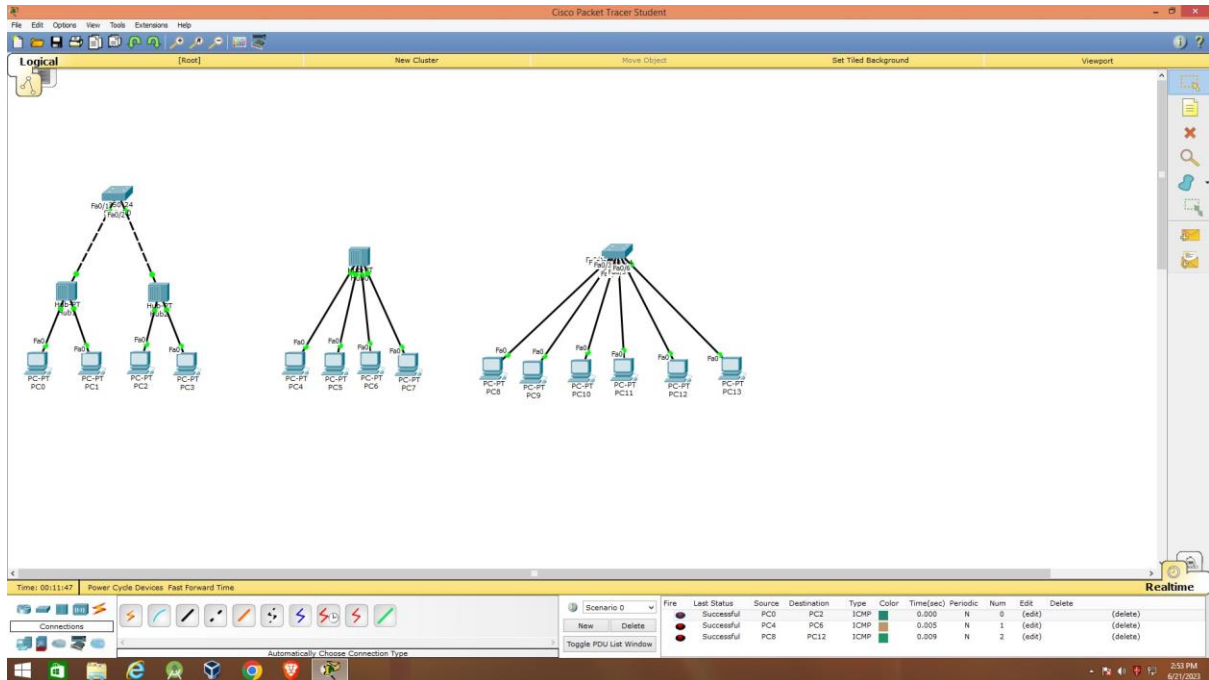 Cisco Packet Tracer Student
File Edit Options View Tools Extensions Help
Logical
[Root]
New Cluster
Move Object
Set Tiled Background
Viewport
Fa0/1
Fa0/2
Hub-PT
Hub1
Hub-PT
Hub2
Fa0
Fa0
Fa0
Fa0
PC-PT
PC0
PC-PT
PC1
PC-PT
PC2
PC-PT
PC3
Fa0
Fa0
Fa0
Fa0
PC-PT
PC4
PC-PT
PC5
PC-PT
PC6
PC-PT
PC7
Fa0/6
Fa0
Fa0
Fa0
Fa0
Fa0
Fa0
PC-PT
PC8
PC-PT
PC9
PC-PT
PC10
PC-PT
PC11
PC-PT
PC12
PC-PT
PC13
Time: 00:11:47 Power Cycle Devices Fast Forward Time
Realtime
Connections
Automatically Choose Connection Type
Scenario 0
New Delete
Toggle PDU List Window
Fire Last Status Source Destination Type Color Time(sec) Periodic Num Edit Delete
Successful PC0 PC2 ICMP 0.000 N 0 (edit) (delete)
Successful PC4 PC6 ICMP 0.005 N 1 (edit) (delete)
Successful PC8 PC12 ICMP 0.009 N 2 (edit) (delete)
2:53 PM
6/21/2023